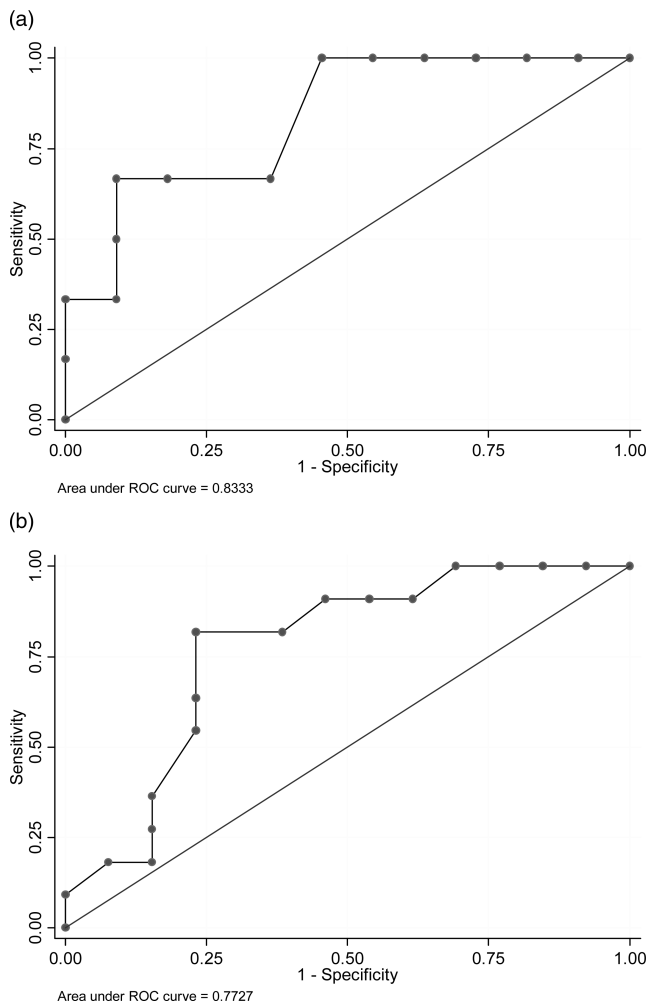 (a)
1.00
0.75
0.50
0.25
0.00
Sensitivity
0.00 0.25 0.50 0.75 1.00
1 - Specificity
Area under ROC curve = 0.8333
(b)
1.00
0.75
0.50
0.25
0.00
Sensitivity
0.00 0.25 0.50 0.75 1.00
1 - Specificity
Area under ROC curve = 0.7727